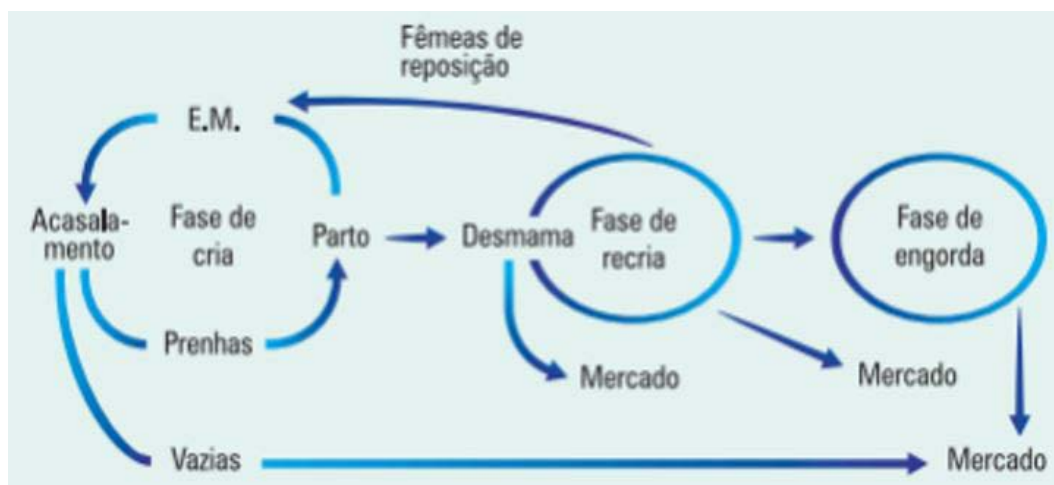 Fêmeas de
reposição
E.M.
Acasala-
mento
Fase de
cria
Parto
Desmama
Fase de
recria
Fase de
engorda
Prenhas
Mercado
Mercado
Vazias
Mercado